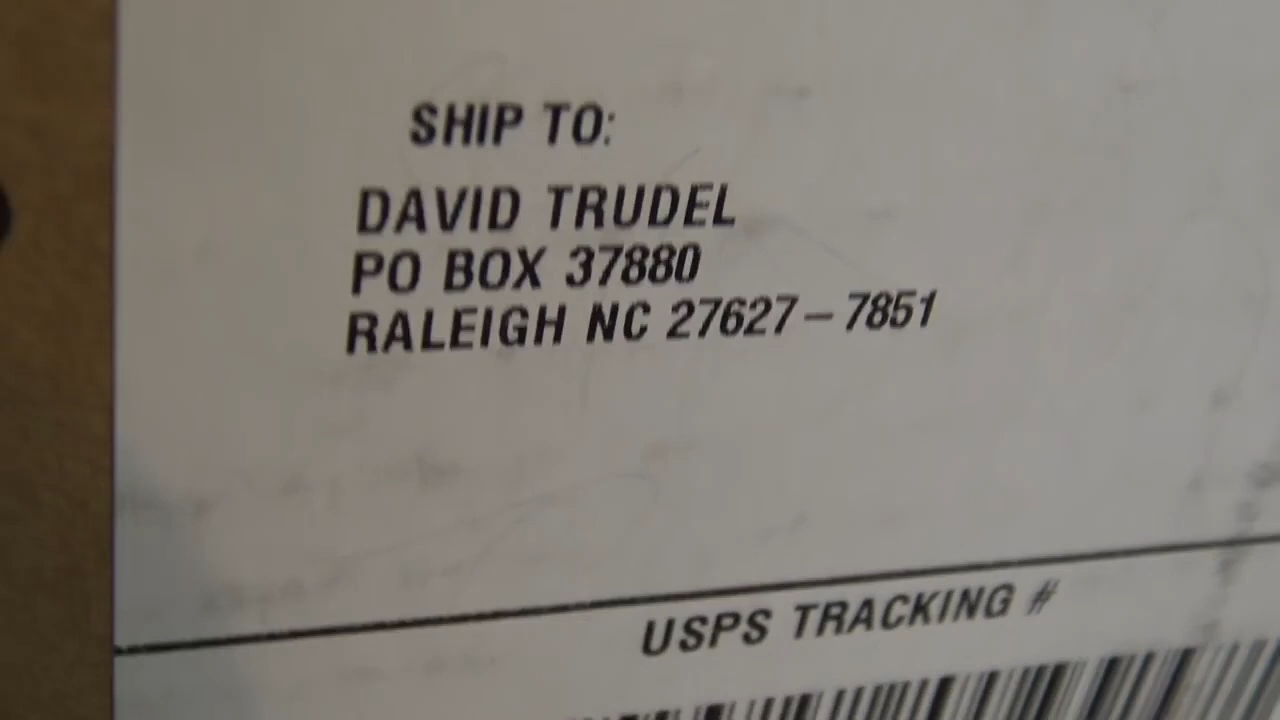 SHIP TO:
DAVID TRUDEL
PO BOX 37880
RALEIGH NC 27627-7851
USPS TRACKING #